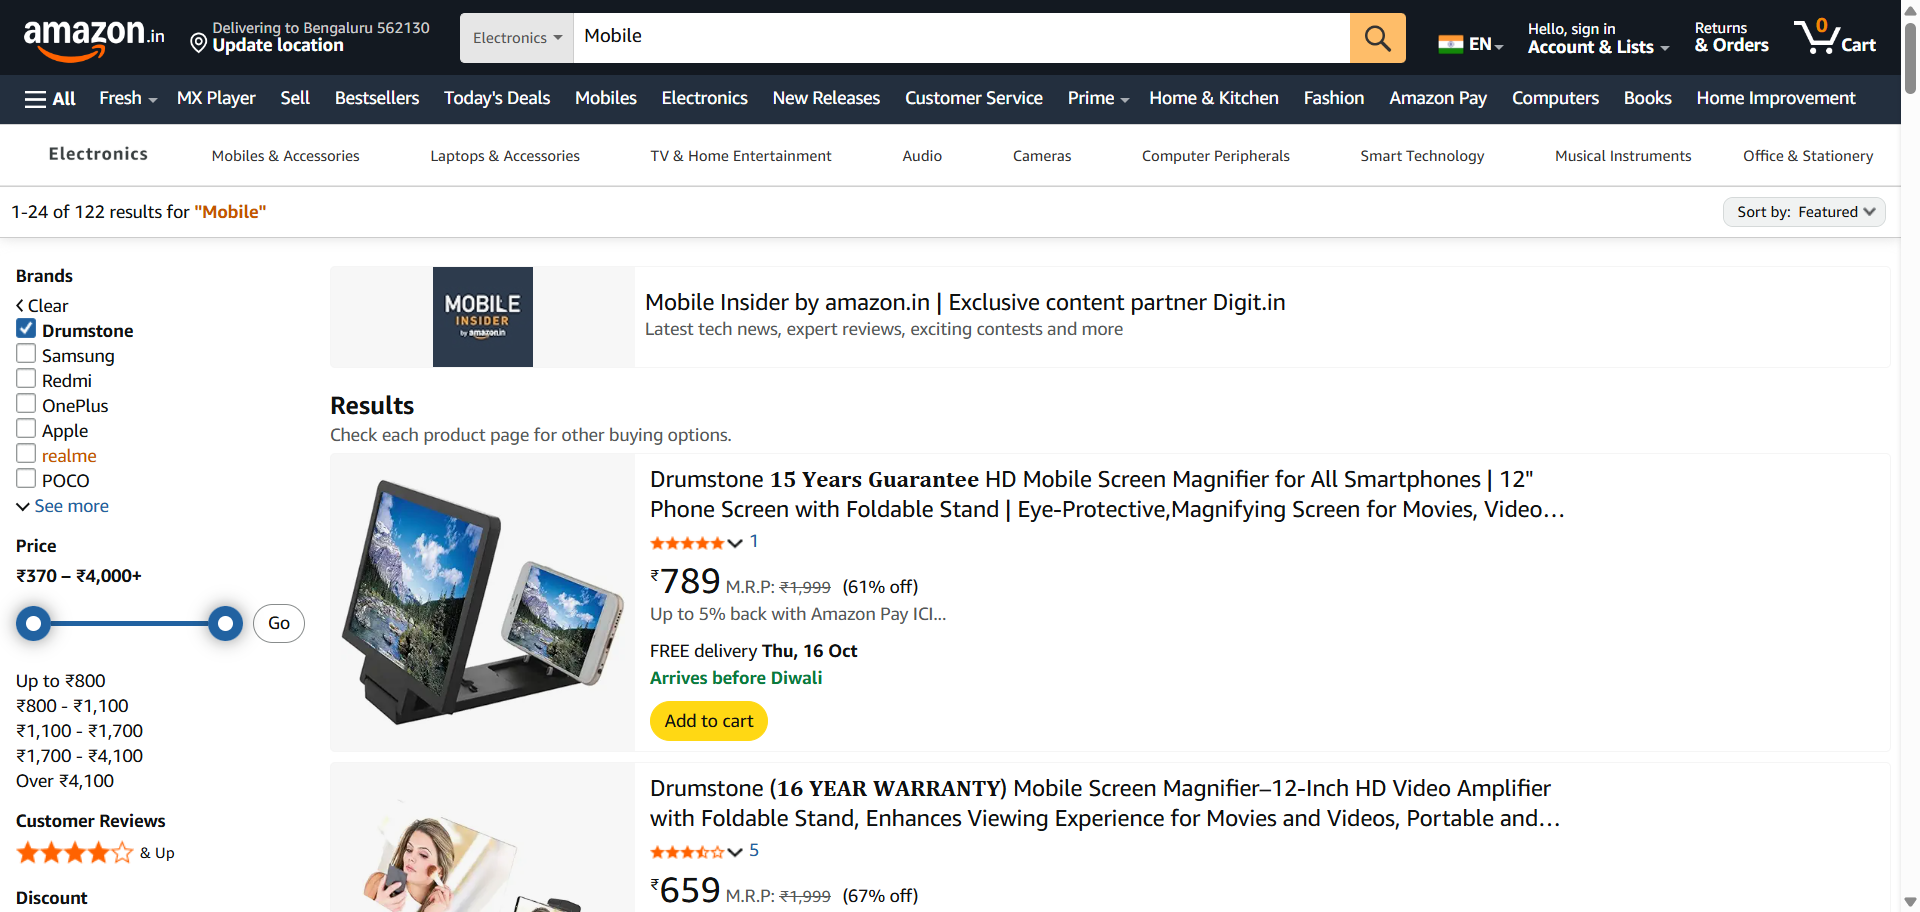 amazon.in
Delivering to Bengaluru 562130
Update location
Electronics
Mobile
EN
Hello, sign in
Account & Lists
Returns
& Orders
0
Cart
All
Fresh
MX Player
Sell
Bestsellers
Today's Deals
Mobiles
Electronics
New Releases
Customer Service
Prime
Home & Kitchen
Fashion
Amazon Pay
Computers
Books
Home Improvement
Electronics
Mobiles & Accessories
Laptops & Accessories
TV & Home Entertainment
Audio
Cameras
Computer Peripherals
Smart Technology
Musical Instruments
Office & Stationery
1-24 of 122 results for "Mobile"
Sort by: Featured
Brands
Clear
Drumstone
Samsung
Redmi
OnePlus
Apple
realme
POCO
See more
Price
₹370 – ₹4,000+
Go
Up to ₹800
₹800 - ₹1,100
₹1,100 - ₹1,700
₹1,700 - ₹4,100
Over ₹4,100
Customer Reviews
& Up
Discount
MOBILE
INSIDER
by amazon.in
Mobile Insider by amazon.in | Exclusive content partner Digit.in
Latest tech news, expert reviews, exciting contests and more
Results
Check each product page for other buying options.
Drumstone 15 Years Guarantee HD Mobile Screen Magnifier for All Smartphones | 12"
Phone Screen with Foldable Stand | Eye-Protective,Magnifying Screen for Movies, Video…
1
₹789 M.R.P: ₹1,999 (61% off)
Up to 5% back with Amazon Pay ICI...
FREE delivery Thu, 16 Oct
Arrives before Diwali
Add to cart
Drumstone (16 YEAR WARRANTY) Mobile Screen Magnifier–12-Inch HD Video Amplifier
with Foldable Stand, Enhances Viewing Experience for Movies and Videos, Portable and…
5
₹659 M.R.P: ₹1,999 (67% off)